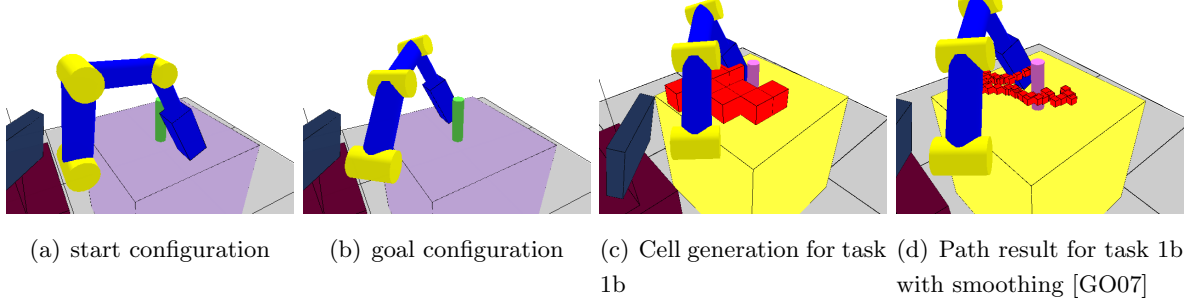 (a) start configuration
(b) goal configuration
(c) Cell generation for task
1b
(d) Path result for task 1b
with smoothing [GO07]